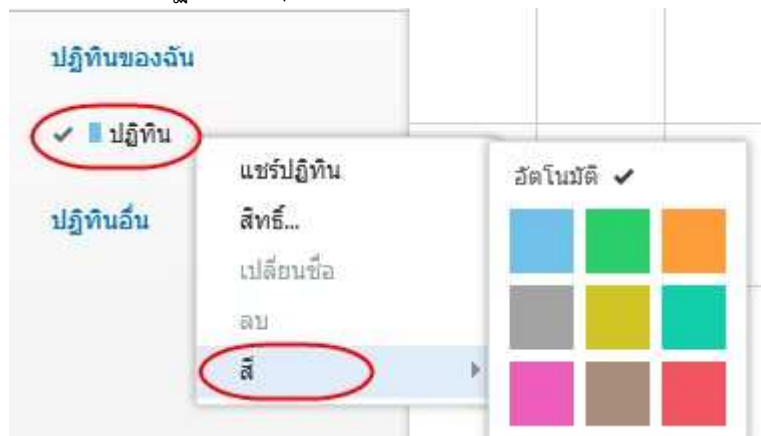 ปฏิทินของฉัน
ปฏิทิน
ปฏิทินอื่น
แชร์ปฏิทิน
สิทธิ์...
เปลี่ยนชื่อ
ลบ
สี
อัตโนมัติ